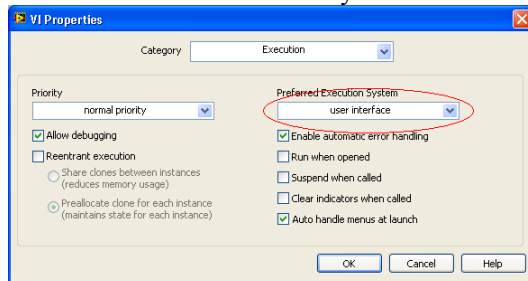 VI Properties
Category
Execution
Priority
normal priority
Allow debugging
Reentrant execution
Share clones between instances
(reduces memory usage)
Preallocate clone for each instance
(maintains state for each instance)
Preferred Execution System
user interface
Enable automatic error handling
Run when opened
Suspend when called
Clear indicators when called
Auto handle menus at launch
OK
Cancel
Help